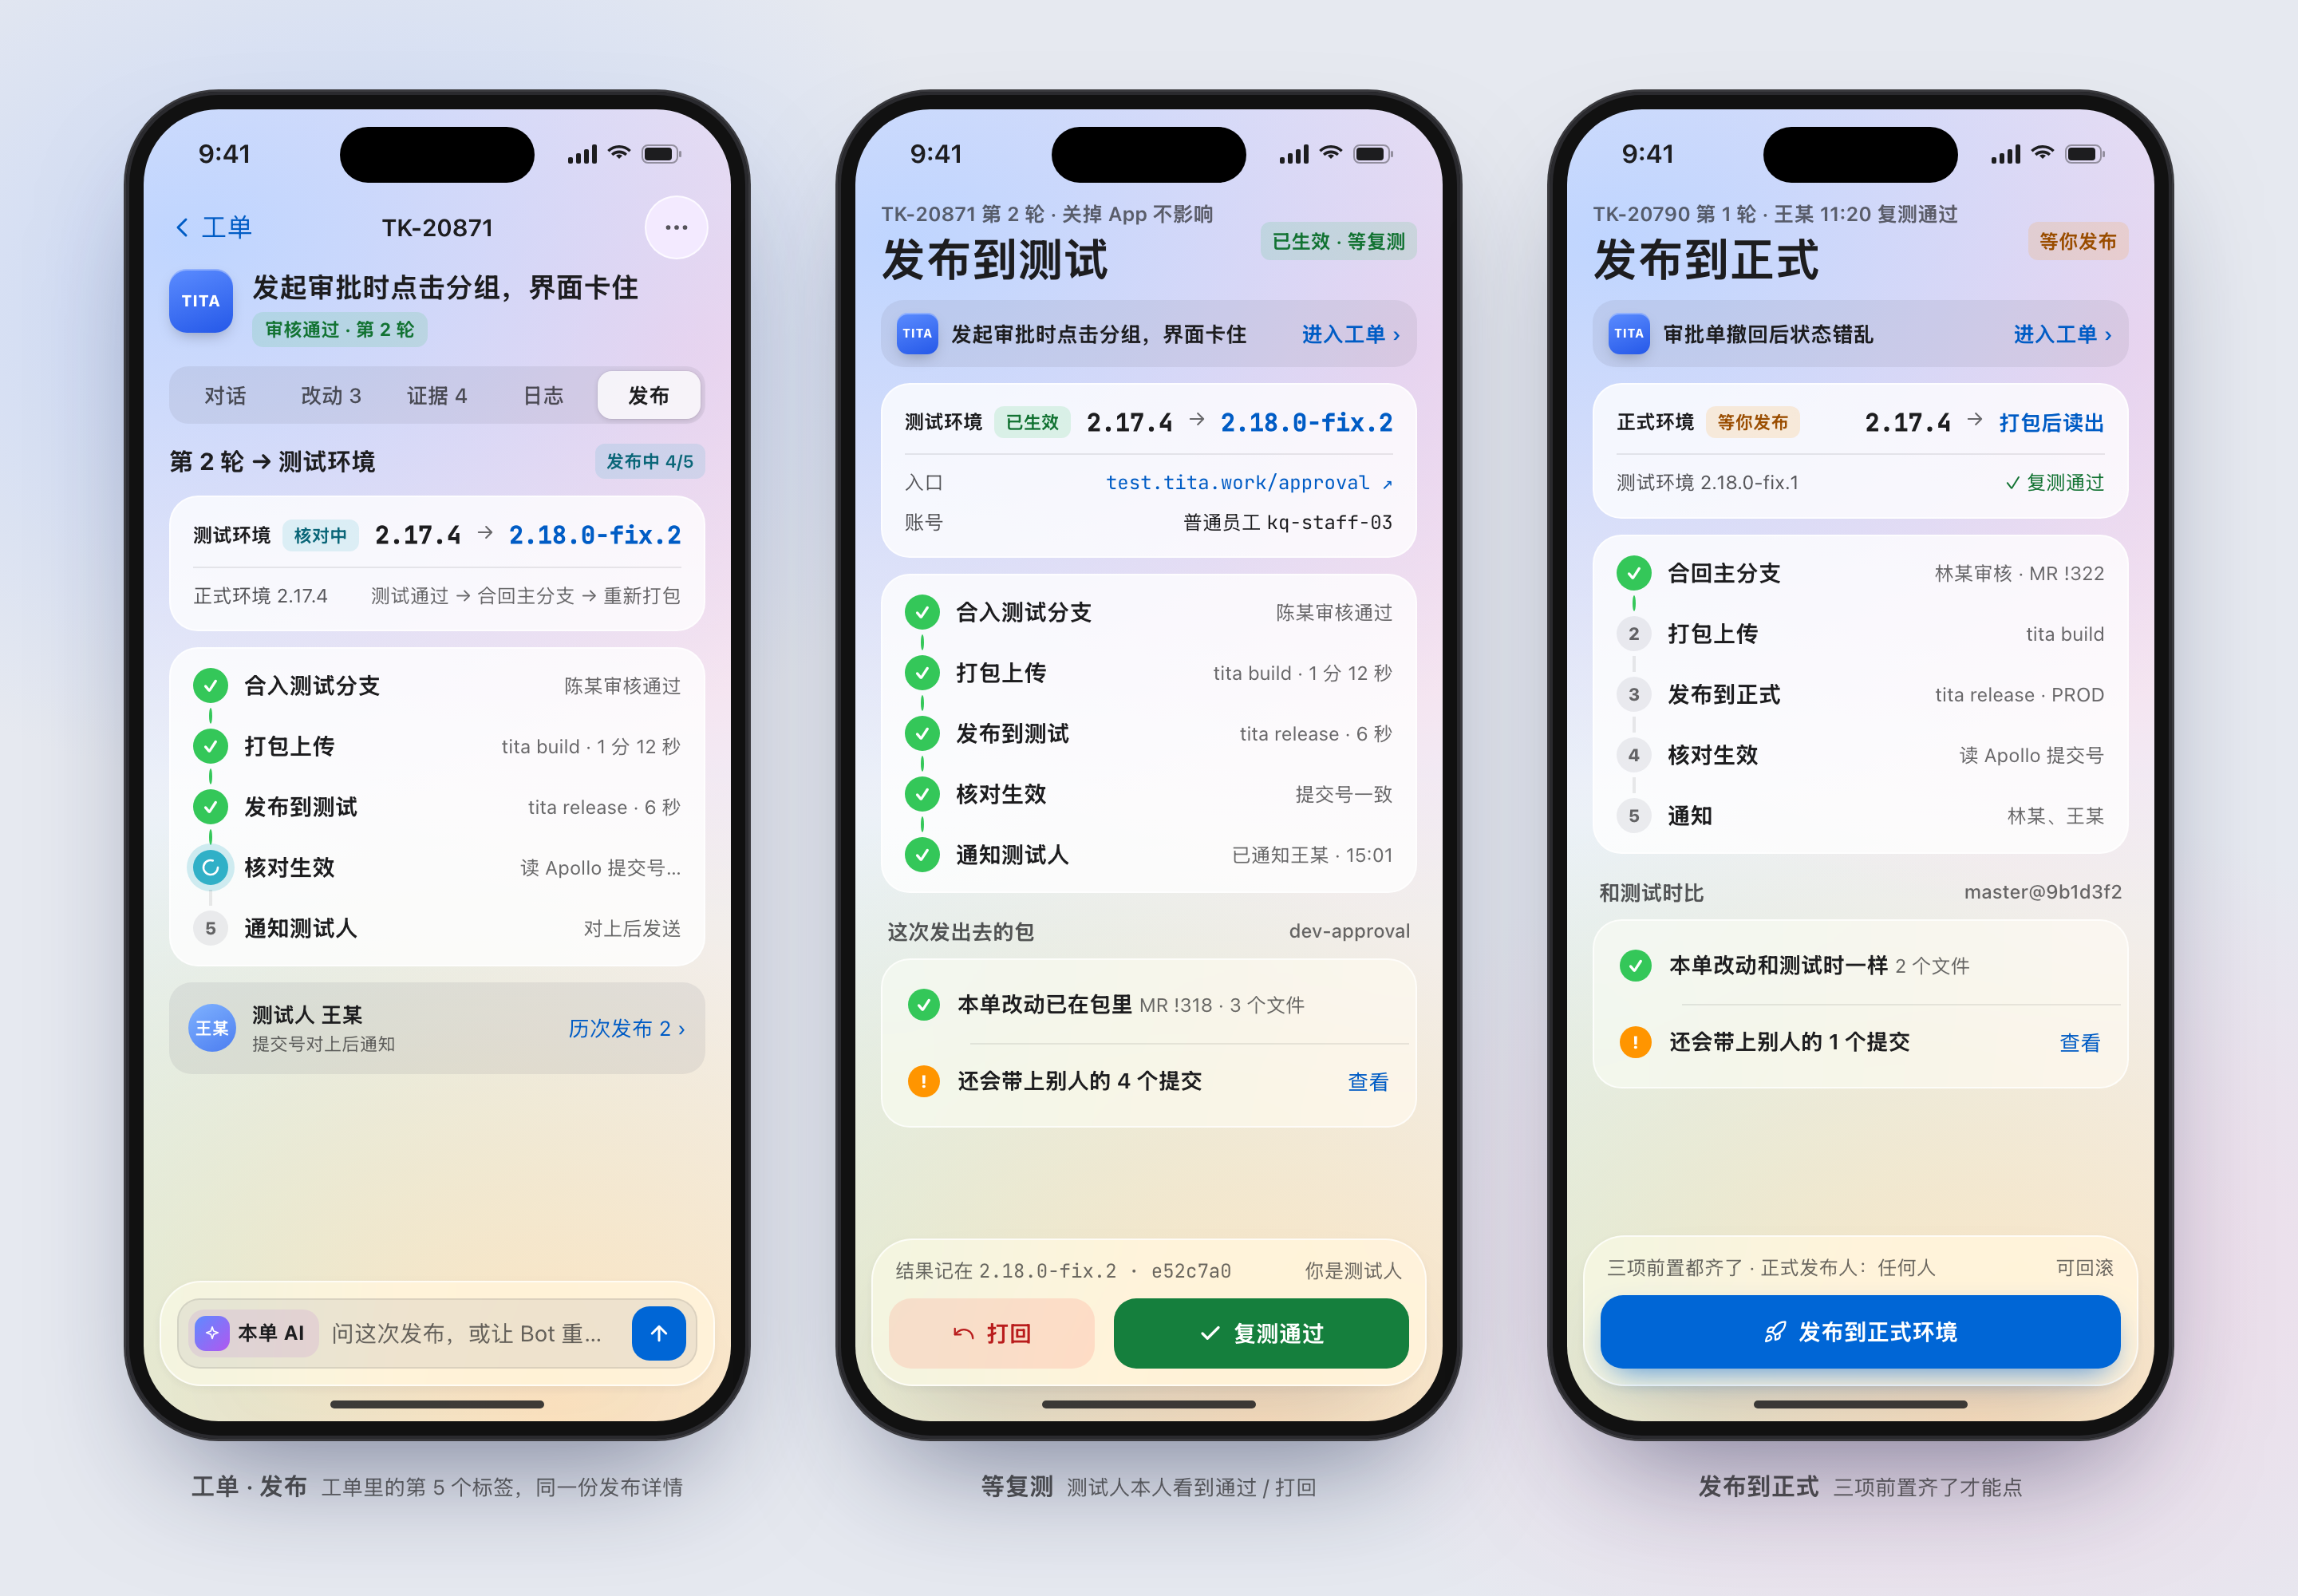 9:41
工单
TK-20871
TITA
发起审批时点击分组，界面卡住
审核通过 · 第 2 轮
对话 改动 3 证据 4 日志 发布
第 2 轮 → 测试环境 发布中 4/5
测试环境 核对中 2.17.4 → 2.18.0-fix.2
正式环境 2.17.4 测试通过 → 合回主分支 → 重新打包
合入测试分支 陈某审核通过
打包上传 tita build · 1 分 12 秒
发布到测试 tita release · 6 秒
核对生效 读 Apollo 提交号...
5 通知测试人 对上后发送
王某 测试人 王某
提交号对上后通知
历次发布 2 ›
本单 AI 问这次发布，或让 Bot 重...
工单 · 发布 工单里的第 5 个标签，同一份发布详情
9:41
TK-20871 第 2 轮 · 关掉 App 不影响
发布到测试
已生效 · 等复测
TITA 发起审批时点击分组，界面卡住 进入工单 ›
测试环境 已生效 2.17.4 → 2.18.0-fix.2
入口 test.tita.work/approval ↗
账号 普通员工 kq-staff-03
合入测试分支 陈某审核通过
打包上传 tita build · 1 分 12 秒
发布到测试 tita release · 6 秒
核对生效 提交号一致
通知测试人 已通知王某 · 15:01
这次发出去的包 dev-approval
本单改动已在包里 MR !318 · 3 个文件
! 还会带上别人的 4 个提交 查看
结果记在 2.18.0-fix.2 · e52c7a0 你是测试人
打回 复测通过
等复测 测试人本人看到通过 / 打回
9:41
TK-20790 第 1 轮 · 王某 11:20 复测通过
发布到正式
等你发布
TITA 审批单撤回后状态错乱 进入工单 ›
正式环境 等你发布 2.17.4 → 打包后读出
测试环境 2.18.0-fix.1 ✓ 复测通过
合回主分支 林某审核 · MR !322
2 打包上传 tita build
3 发布到正式 tita release · PROD
4 核对生效 读 Apollo 提交号
5 通知 林某、王某
和测试时比 master@9b1d3f2
本单改动和测试时一样 2 个文件
! 还会带上别人的 1 个提交 查看
三项前置都齐了 · 正式发布人：任何人 可回滚
发布到正式环境
发布到正式 三项前置齐了才能点